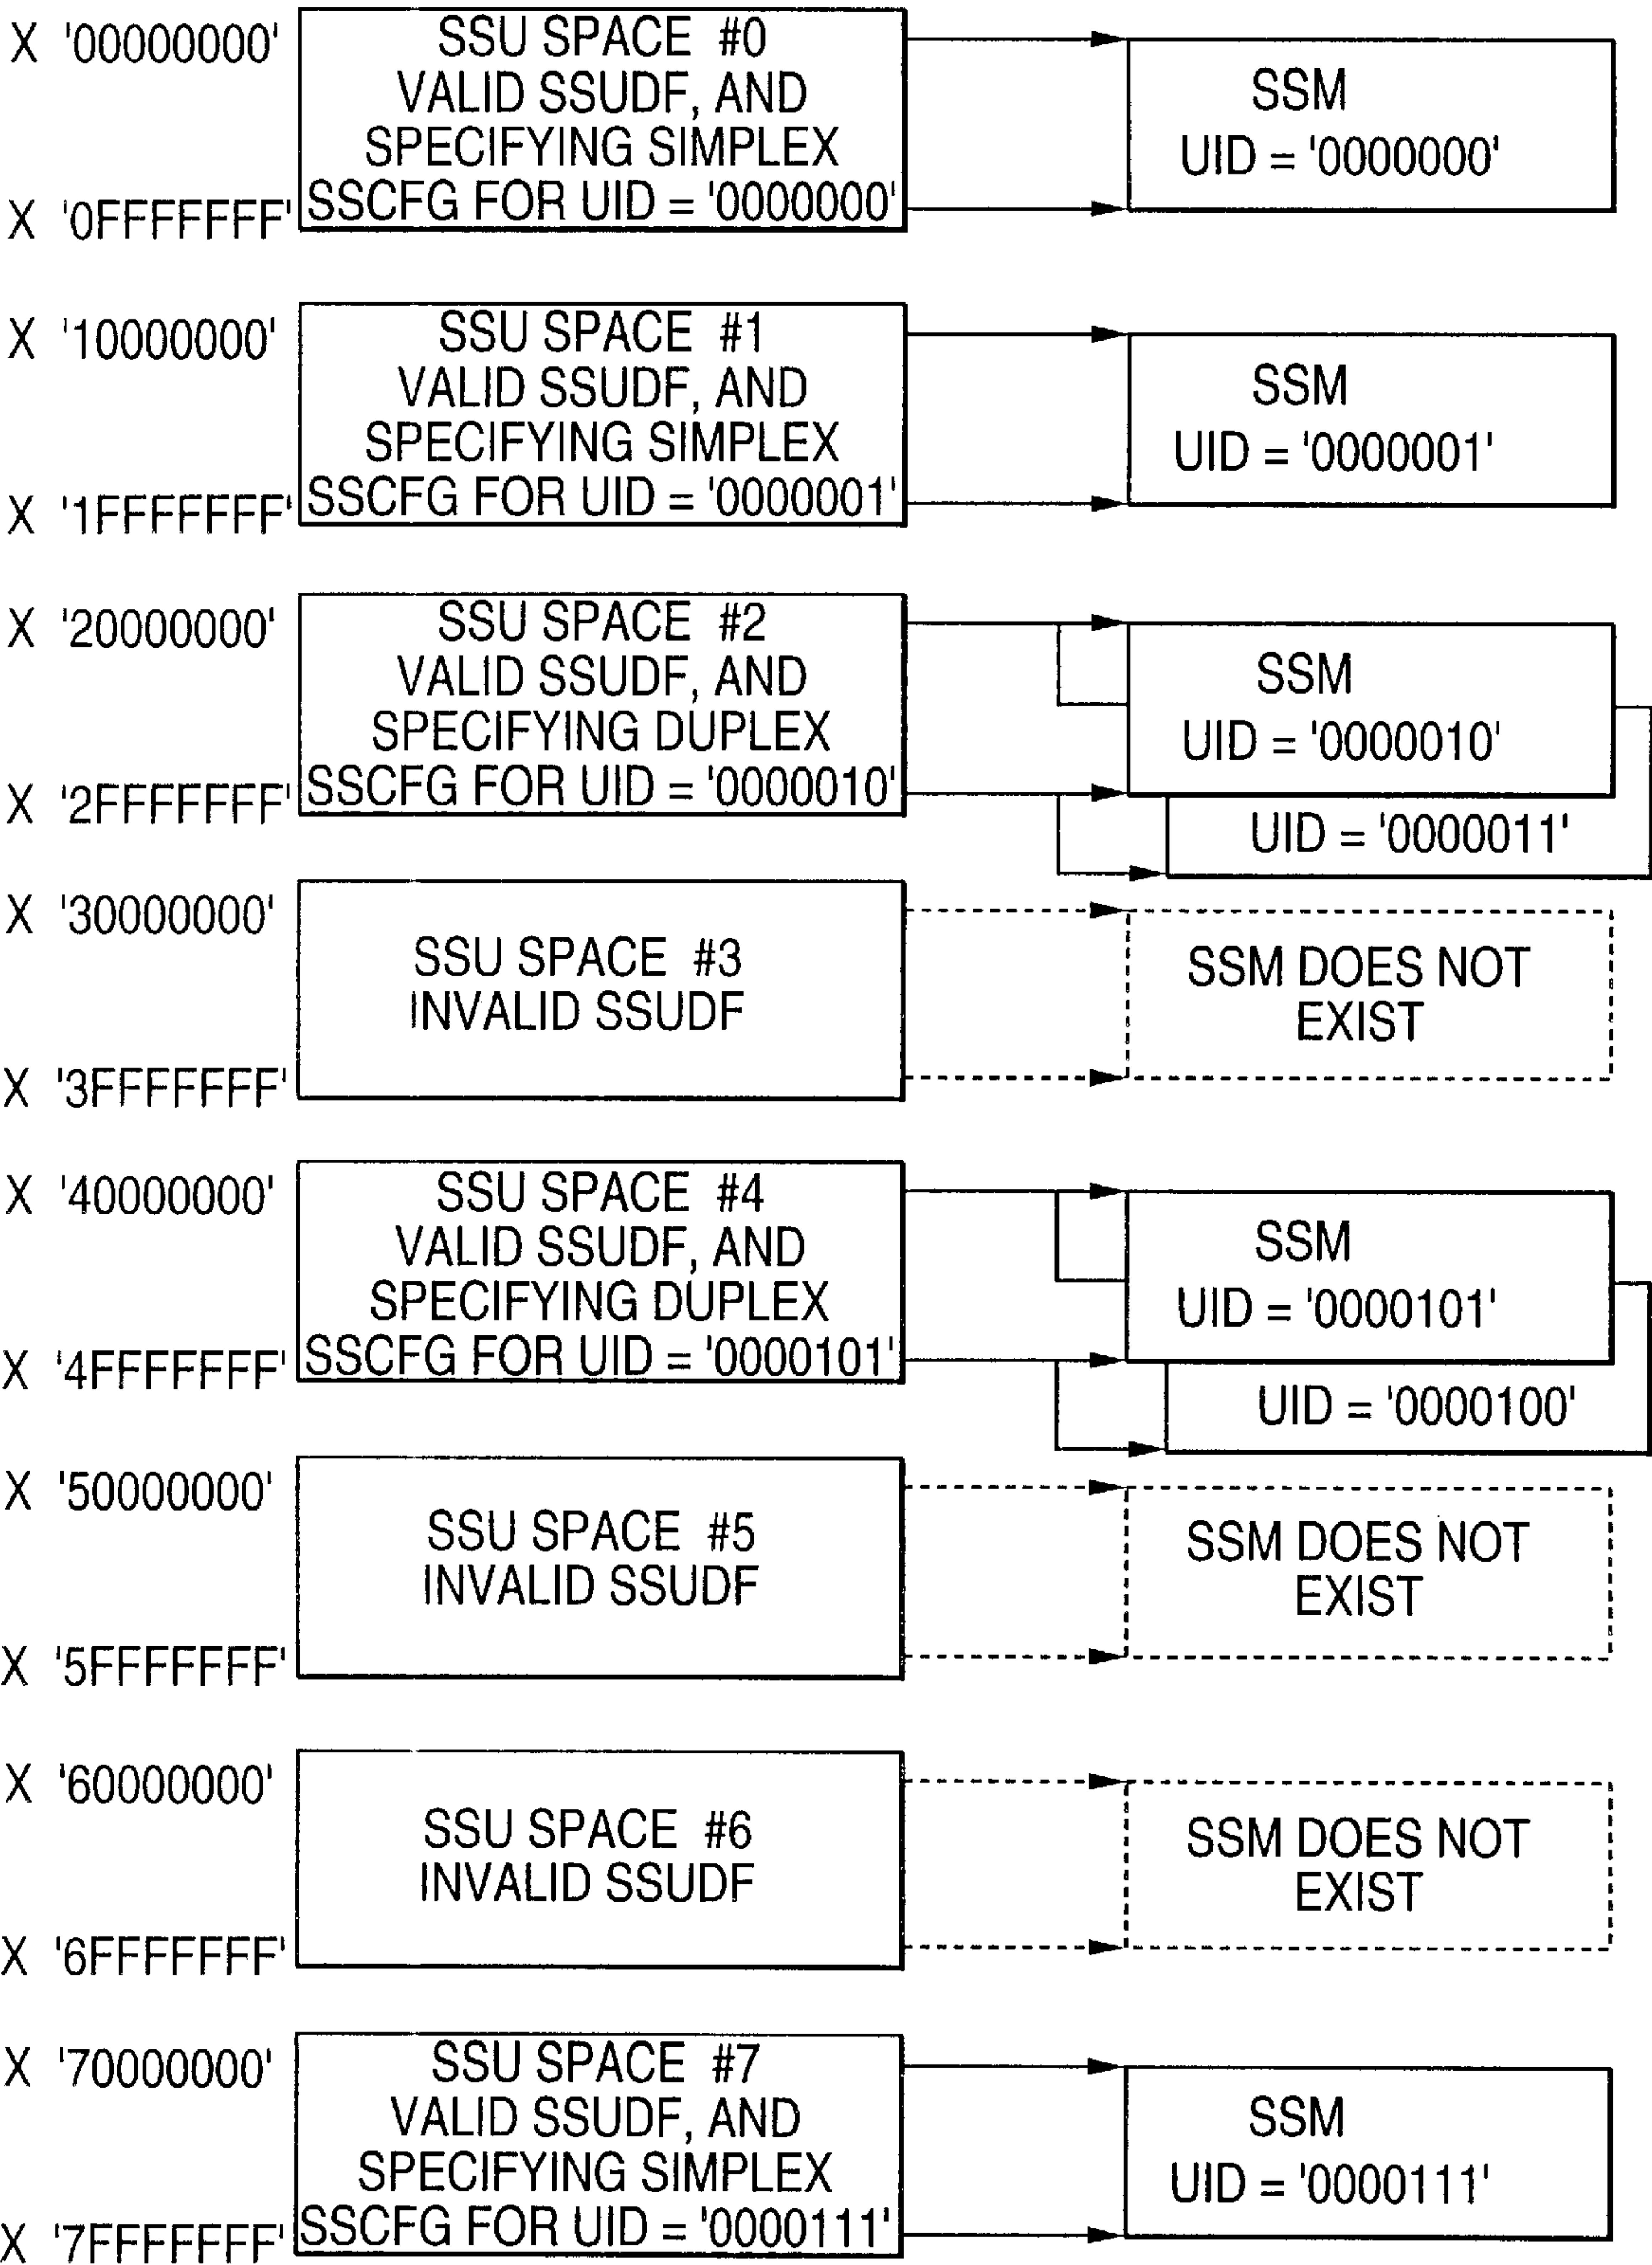 X '00000000'
SSU SPACE #0
VALID SSUDF, AND
SPECIFYING SIMPLEX
SSCFG FOR UID = '0000000'
X '0FFFFFFF'
SSM
UID = '0000000'
X '10000000'
SSU SPACE #1
VALID SSUDF, AND
SPECIFYING SIMPLEX
SSCFG FOR UID = '0000001'
X '1FFFFFFF'
SSM
UID = '0000001'
X '20000000'
SSU SPACE #2
VALID SSUDF, AND
SPECIFYING DUPLEX
SSCFG FOR UID = '0000010'
X '2FFFFFFF'
SSM
UID = '0000010'
UID = '0000011'
X '30000000'
SSU SPACE #3
INVALID SSUDF
X '3FFFFFFF'
SSM DOES NOT
EXIST
X '40000000'
SSU SPACE #4
VALID SSUDF, AND
SPECIFYING DUPLEX
SSCFG FOR UID = '0000101'
X '4FFFFFFF'
SSM
UID = '0000101'
UID = '0000100'
X '50000000'
SSU SPACE #5
INVALID SSUDF
X '5FFFFFFF'
SSM DOES NOT
EXIST
X '60000000'
SSU SPACE #6
INVALID SSUDF
X '6FFFFFFF'
SSM DOES NOT
EXIST
X '70000000'
SSU SPACE #7
VALID SSUDF, AND
SPECIFYING SIMPLEX
SSCFG FOR UID = '0000111'
X '7FFFFFFF'
SSM
UID = '0000111'